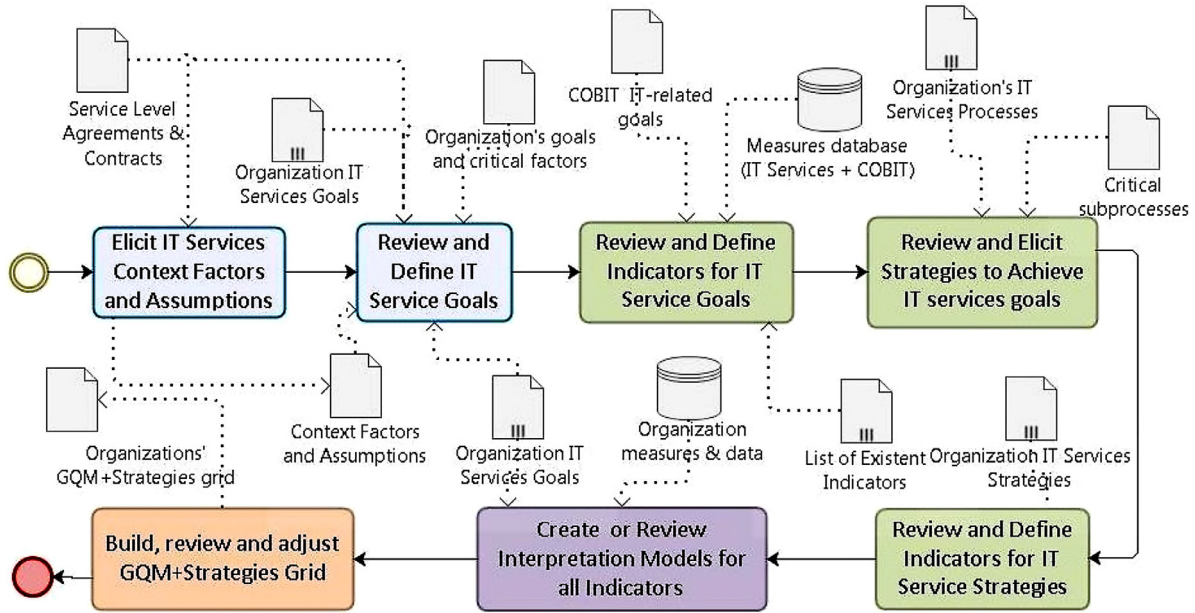 Service Level
Agreements &
Contracts
Organization IT
Services Goals
Organization's goals
and critical factors
COBIT IT-related
goals
Measures database
(IT Services + COBIT)
Organization's IT
Services Processes
Critical
subprocesses
Elicit IT Services
Context Factors
and Assumptions
Review and
Define IT
Service Goals
Review and Define
Indicators for IT
Service Goals
Review and Elicit
Strategies to Achieve
IT services goals
Organizations'
GQM+Strategies grid
Context Factors
and Assumptions
Organization IT
Services Goals
Organization
measures & data
List of Existent
Indicators
Organization IT Services
Strategies
Build, review and adjust
GQM+Strategies Grid
Create or Review
Interpretation Models for
all Indicators
Review and Define
Indicators for IT
Service Strategies